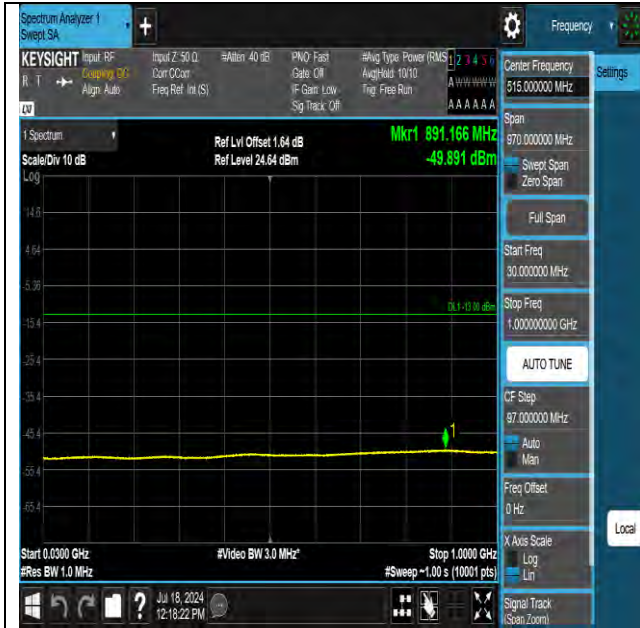 Spectrum Analyzer 1
Swept SA
Frequency
KEYSIGHT
R T
LXI
Input: RF
Coupling: DC
Align: Auto
Input Z: 50 Ω
Corr CCorr
Freq Ref: Int (S)
#Atten: 40 dB
PNO: Fast
Gate: Off
IF Gain: Low
Sig Track: Off
#Avg Type: Power (RMS
Avg|Hold: 10/10
Trig: Free Run
1 2 3 4 5 6
A W W W W W
A A A A A A
1 Spectrum
Scale/Div 10 dB
Log
Ref Lvl Offset 1.64 dB
Ref Level 24.64 dBm
Mkr1 891.166 MHz
-49.891 dBm
14.6
4.64
-5.36
DL1 -13.00 dBm
-15.4
-25.4
-35.4
-45.4
1
-55.4
-65.4
Start 0.0300 GHz
#Video BW 3.0 MHz*
Stop 1.0000 GHz
#Res BW 1.0 MHz
#Sweep ~1.00 s (10001 pts)
Jul 18, 2024
12:18:22 PM
Center Frequency
515.000000 MHz
Settings
Span
970.000000 MHz
Swept Span
Zero Span
Full Span
Start Freq
30.000000 MHz
Stop Freq
1.000000000 GHz
AUTO TUNE
CF Step
97.000000 MHz
Auto
Man
Freq Offset
0 Hz
Local
X Axis Scale
Log
Lin
Signal Track
(Span Zoom)